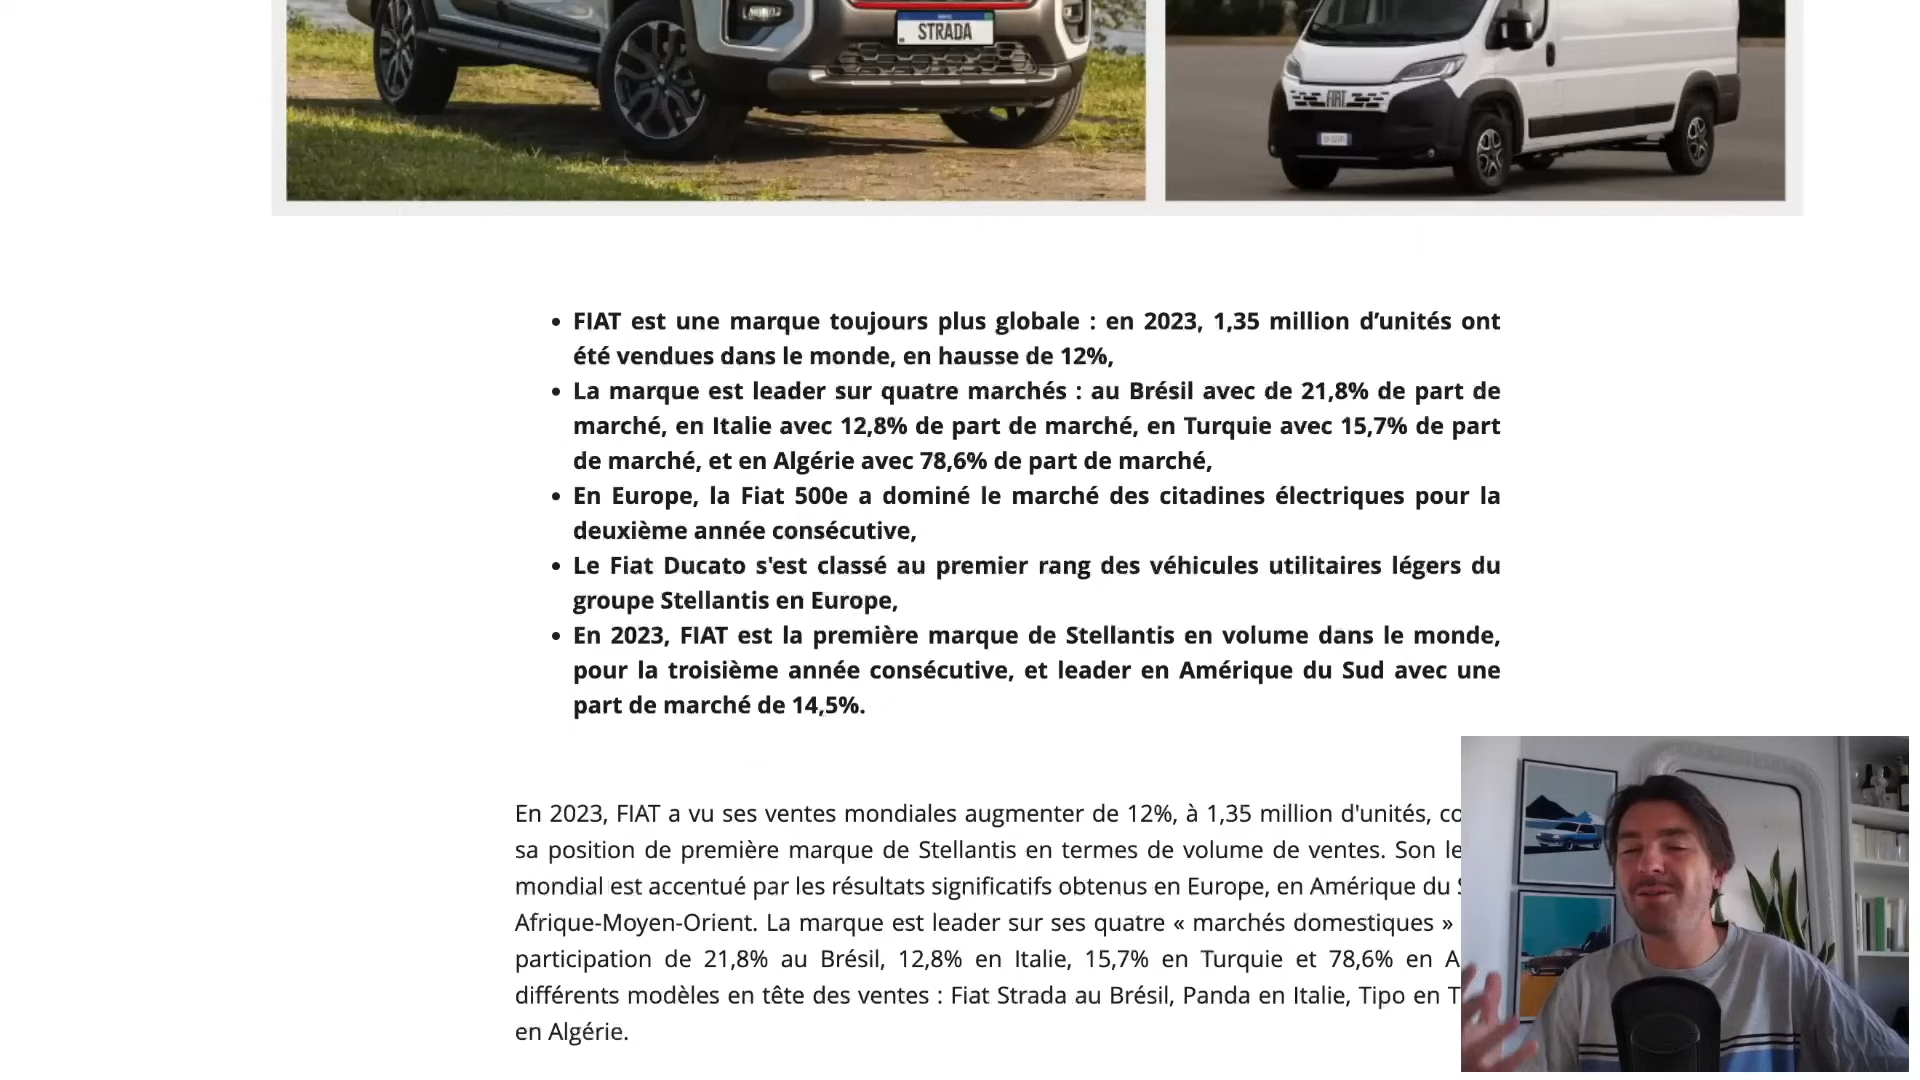 STRADA
FIAT
FIAT est une marque toujours plus globale : en 2023, 1,35 million d’unités ont
été vendues dans le monde, en hausse de 12%,
La marque est leader sur quatre marchés : au Brésil avec de 21,8% de part de
marché, en Italie avec 12,8% de part de marché, en Turquie avec 15,7% de part
de marché, et en Algérie avec 78,6% de part de marché,
En Europe, la Fiat 500e a dominé le marché des citadines électriques pour la
deuxième année consécutive,
Le Fiat Ducato s'est classé au premier rang des véhicules utilitaires légers du
groupe Stellantis en Europe,
En 2023, FIAT est la première marque de Stellantis en volume dans le monde,
pour la troisième année consécutive, et leader en Amérique du Sud avec une
part de marché de 14,5%.
En 2023, FIAT a vu ses ventes mondiales augmenter de 12%, à 1,35 million d'unités, co
sa position de première marque de Stellantis en termes de volume de ventes. Son le
mondial est accentué par les résultats significatifs obtenus en Europe, en Amérique du
Afrique-Moyen-Orient. La marque est leader sur ses quatre « marchés domestiques »
participation de 21,8% au Brésil, 12,8% en Italie, 15,7% en Turquie et 78,6% en A
différents modèles en tête des ventes : Fiat Strada au Brésil, Panda en Italie, Tipo en T
en Algérie.